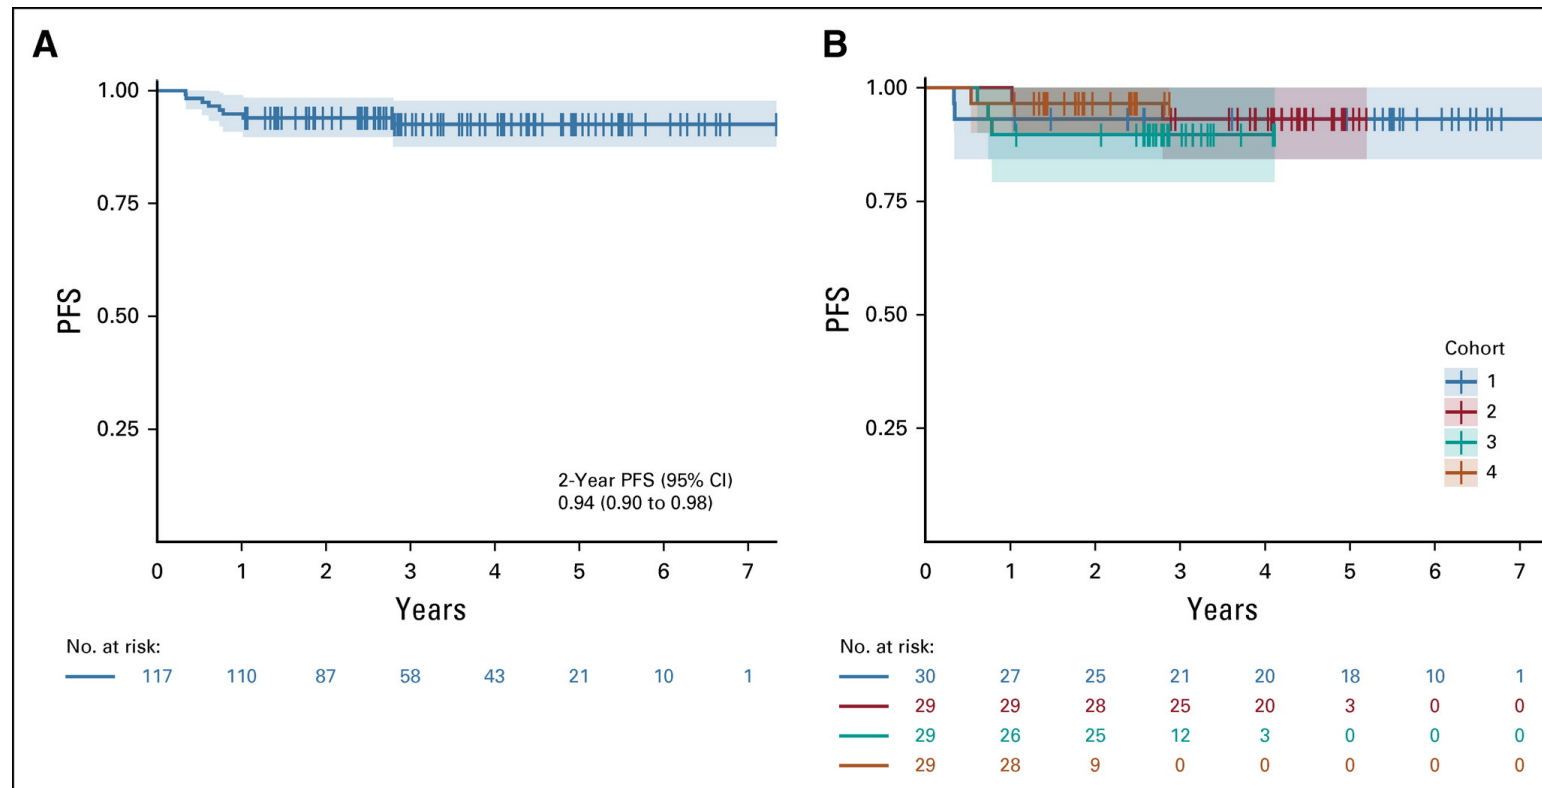 A
1.00
0.75
0.50
0.25
PFS
2-Year PFS (95% CI)
0.94 (0.90 to 0.98)
0 1 2 3 4 5 6 7
Years
No. at risk:
117 110 87 58 43 21 10 1
B
1.00
0.75
0.50
0.25
PFS
Cohort
1
2
3
4
0 1 2 3 4 5 6 7
Years
No. at risk:
30 27 25 21 20 18 10 1
29 29 28 25 20 3 0 0
29 26 25 12 3 0 0 0
29 28 9 0 0 0 0 0